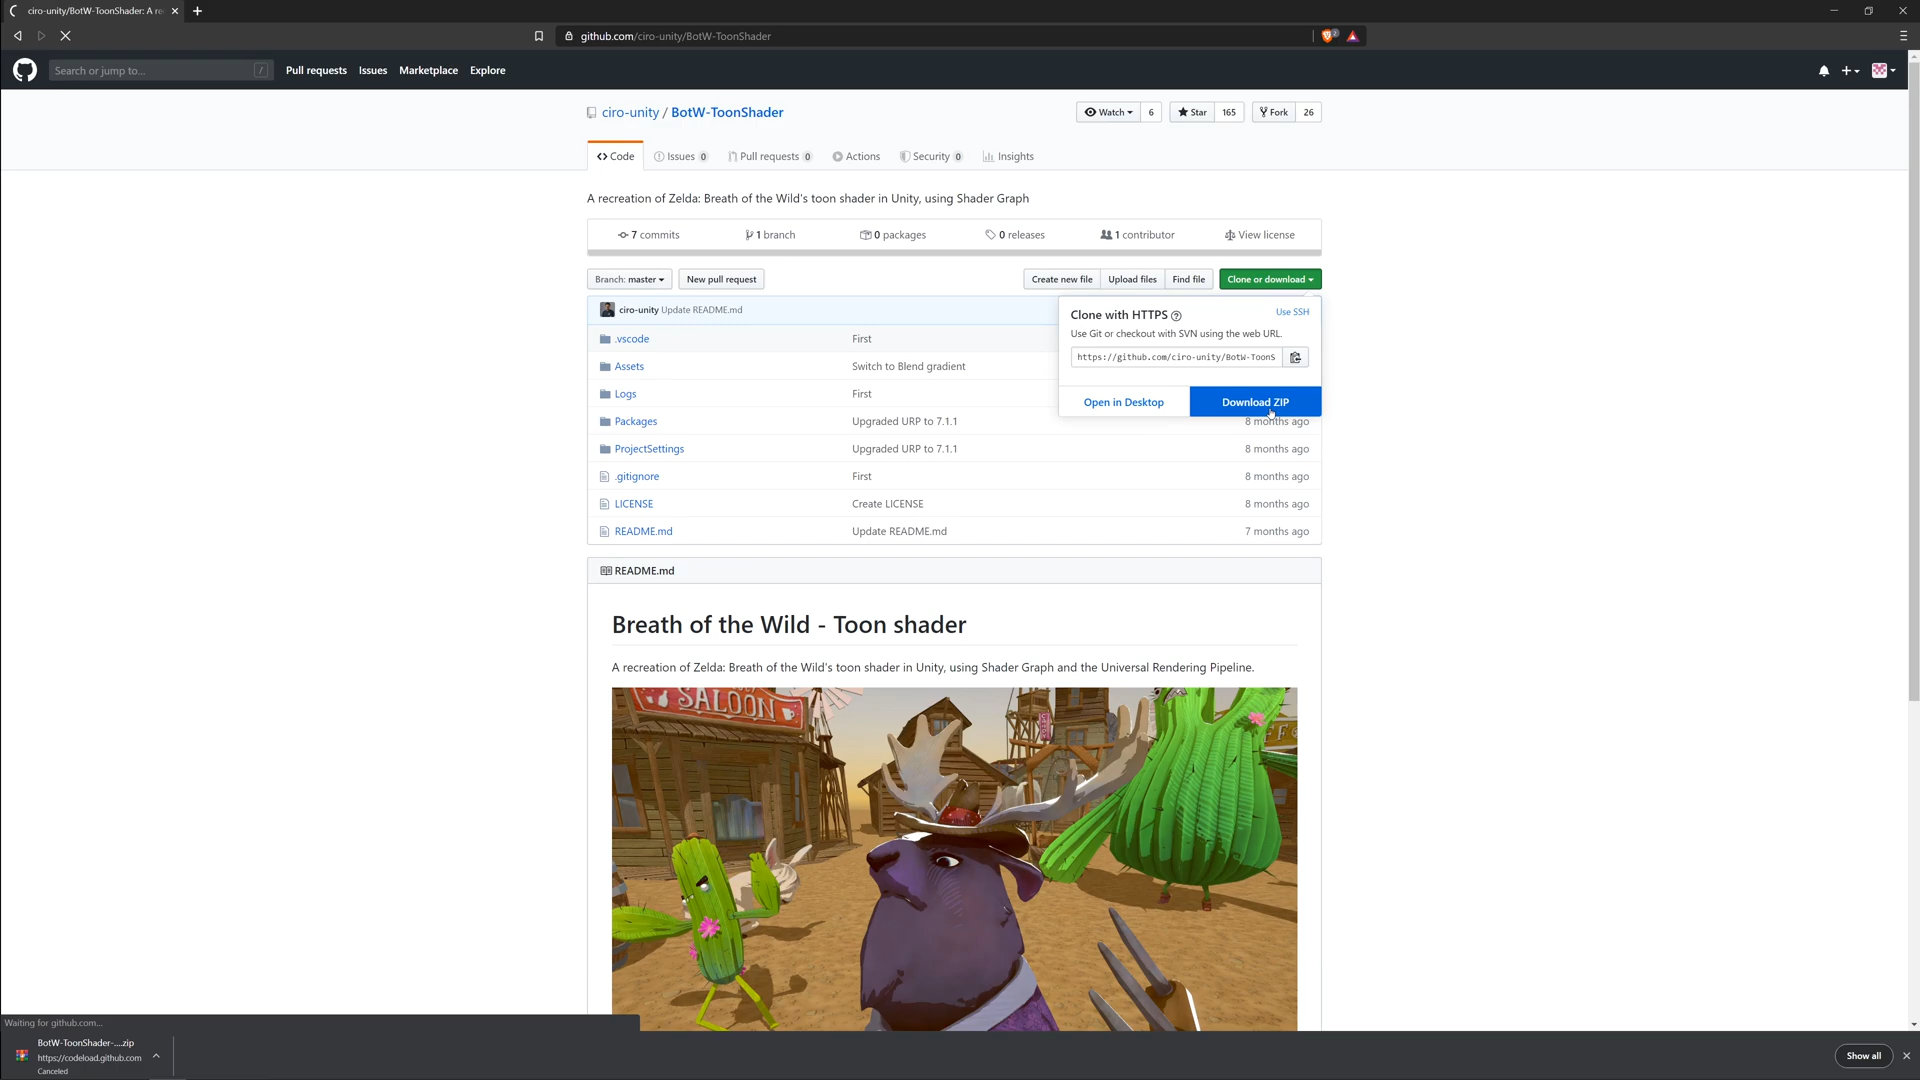 ciro-unity/BotW-ToonShader: A re
github.com/ciro-unity/BotW-ToonShader
2
Search or jump to...
/
Pull requests
Issues
Marketplace
Explore
ciro-unity / BotW-ToonShader
Watch
6
Star
165
Fork
26
Code
Issues 0
Pull requests 0
Actions
Security 0
Insights
A recreation of Zelda: Breath of the Wild's toon shader in Unity, using Shader Graph
7 commits
1 branch
0 packages
0 releases
1 contributor
View license
Branch: master
New pull request
Create new file
Upload files
Find file
Clone or download
ciro-unity Update README.md
Clone with HTTPS
Use SSH
Use Git or checkout with SVN using the web URL.
https://github.com/ciro-unity/BotW-ToonS
Open in Desktop
Download ZIP
.vscode
First
Assets
Switch to Blend gradient
Logs
First
Packages
Upgraded URP to 7.1.1
8 months ago
ProjectSettings
Upgraded URP to 7.1.1
8 months ago
.gitignore
First
8 months ago
LICENSE
Create LICENSE
8 months ago
README.md
Update README.md
7 months ago
README.md
Breath of the Wild - Toon shader
A recreation of Zelda: Breath of the Wild's toon shader in Unity, using Shader Graph and the Universal Rendering Pipeline.
SALOON
Waiting for github.com...
BotW-ToonShader-....zip
https://codeload.github.com
Canceled
Show all